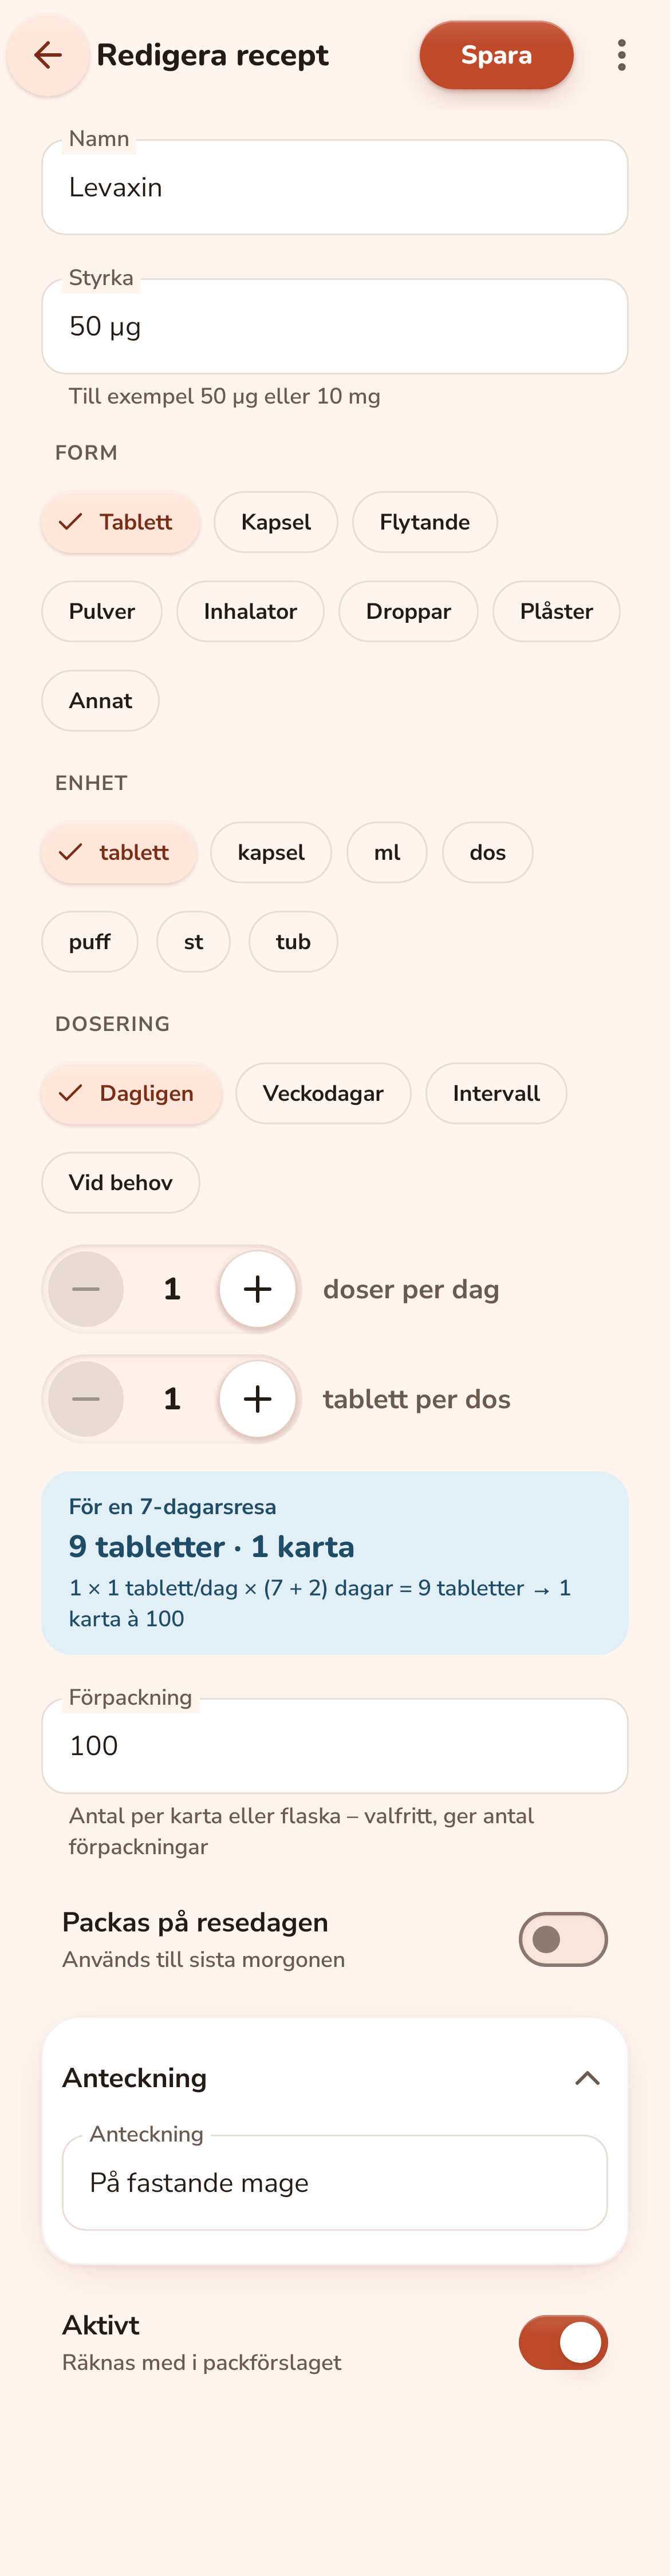 Redigera recept
Spara
Namn
Levaxin
Styrka
50 µg
Till exempel 50 µg eller 10 mg
FORM
Tablett
Kapsel
Flytande
Pulver
Inhalator
Droppar
Plåster
Annat
ENHET
tablett
kapsel
ml
dos
puff
st
tub
DOSERING
Dagligen
Veckodagar
Intervall
Vid behov
1
doser per dag
1
tablett per dos
För en 7-dagarsresa
9 tabletter · 1 karta
1 × 1 tablett/dag × (7 + 2) dagar = 9 tabletter → 1
karta à 100
Förpackning
100
Antal per karta eller flaska – valfritt, ger antal
förpackningar
Packas på resedagen
Används till sista morgonen
Anteckning
Anteckning
På fastande mage
Aktivt
Räknas med i packförslaget